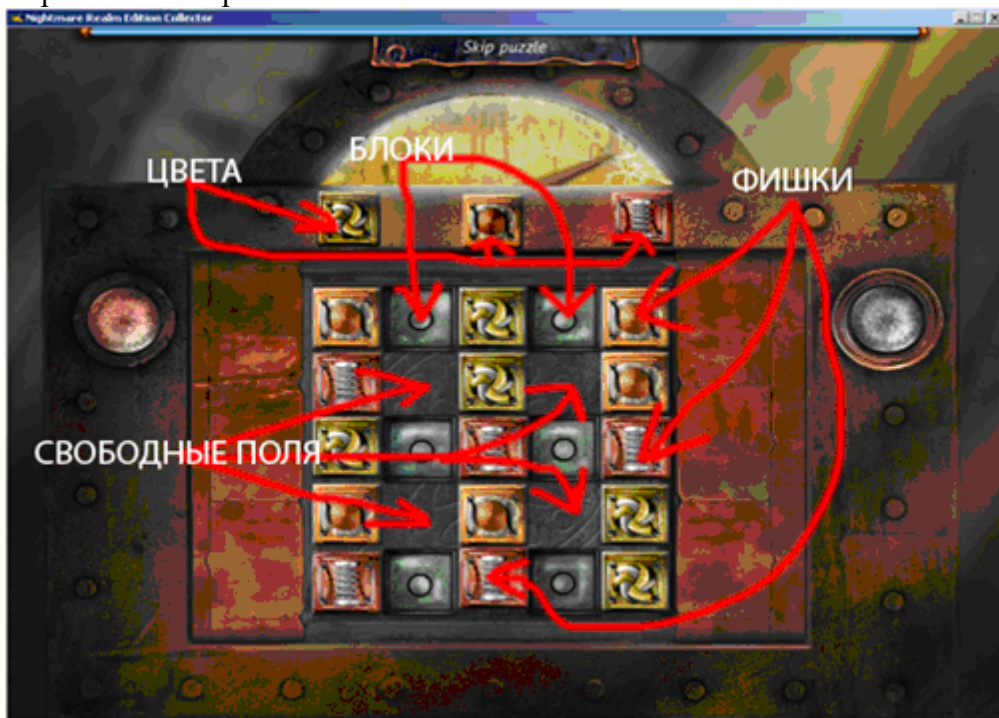 Nightmare Realm Edition Collector
Skip puzzle
БЛОКИ
ЦВЕТА
ФИШКИ
СВОБОДНЫЕ ПОЛЯ